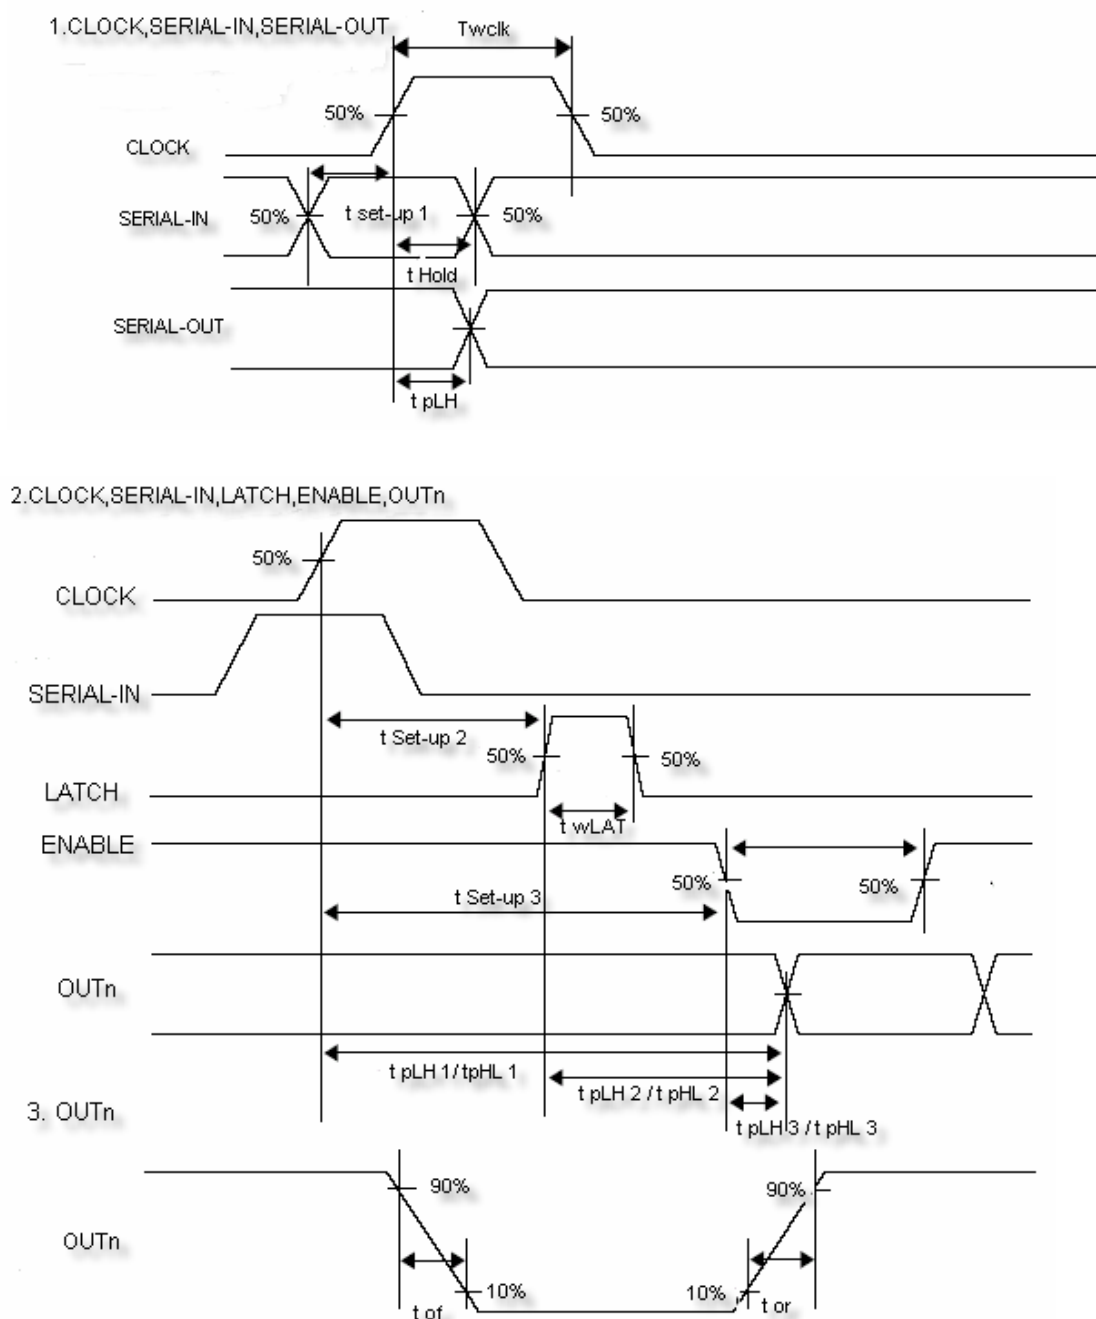 1.CLOCK,SERIAL-IN,SERIAL-OUT
Twclk
50%
50%
CLOCK
SERIAL-IN
50%
t set-up 1
50%
t Hold
SERIAL-OUT
t pLH
2.CLOCK,SERIAL-IN,LATCH,ENABLE,OUTn
50%
CLOCK
SERIAL-IN
t Set-up 2
50%
50%
LATCH
t wLAT
ENABLE
50%
50%
t Set-up 3
OUTn
t pLH 1/tpHL 1
t pLH 2 / t pHL 2
3. OUTn
t pLH 3 / t pHL 3
90%
90%
OUTn
10%
10%
t of
t or